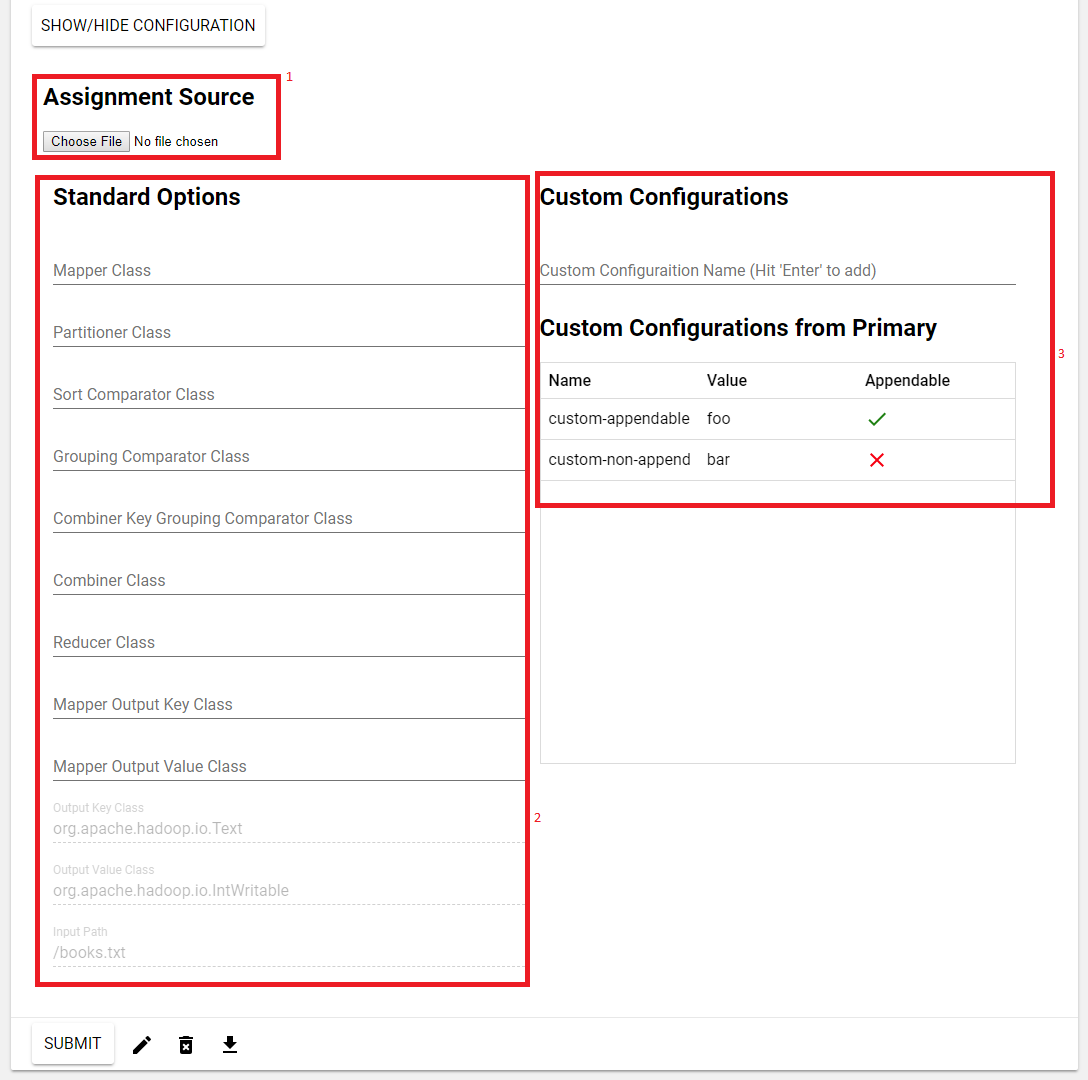 SHOW/HIDE CONFIGURATION
1
Assignment Source
Choose File No file chosen
Standard Options
Mapper Class
Partitioner Class
Sort Comparator Class
Grouping Comparator Class
Combiner Key Grouping Comparator Class
Combiner Class
Reducer Class
Mapper Output Key Class
Mapper Output Value Class
Output Key Class
org.apache.hadoop.io.Text
Output Value Class
org.apache.hadoop.io.IntWritable
Input Path
/books.txt
2
Custom Configurations
Custom Configuraition Name (Hit 'Enter' to add)
Custom Configurations from Primary
3
Name Value Appendable
custom-appendable foo
custom-non-append bar
SUBMIT